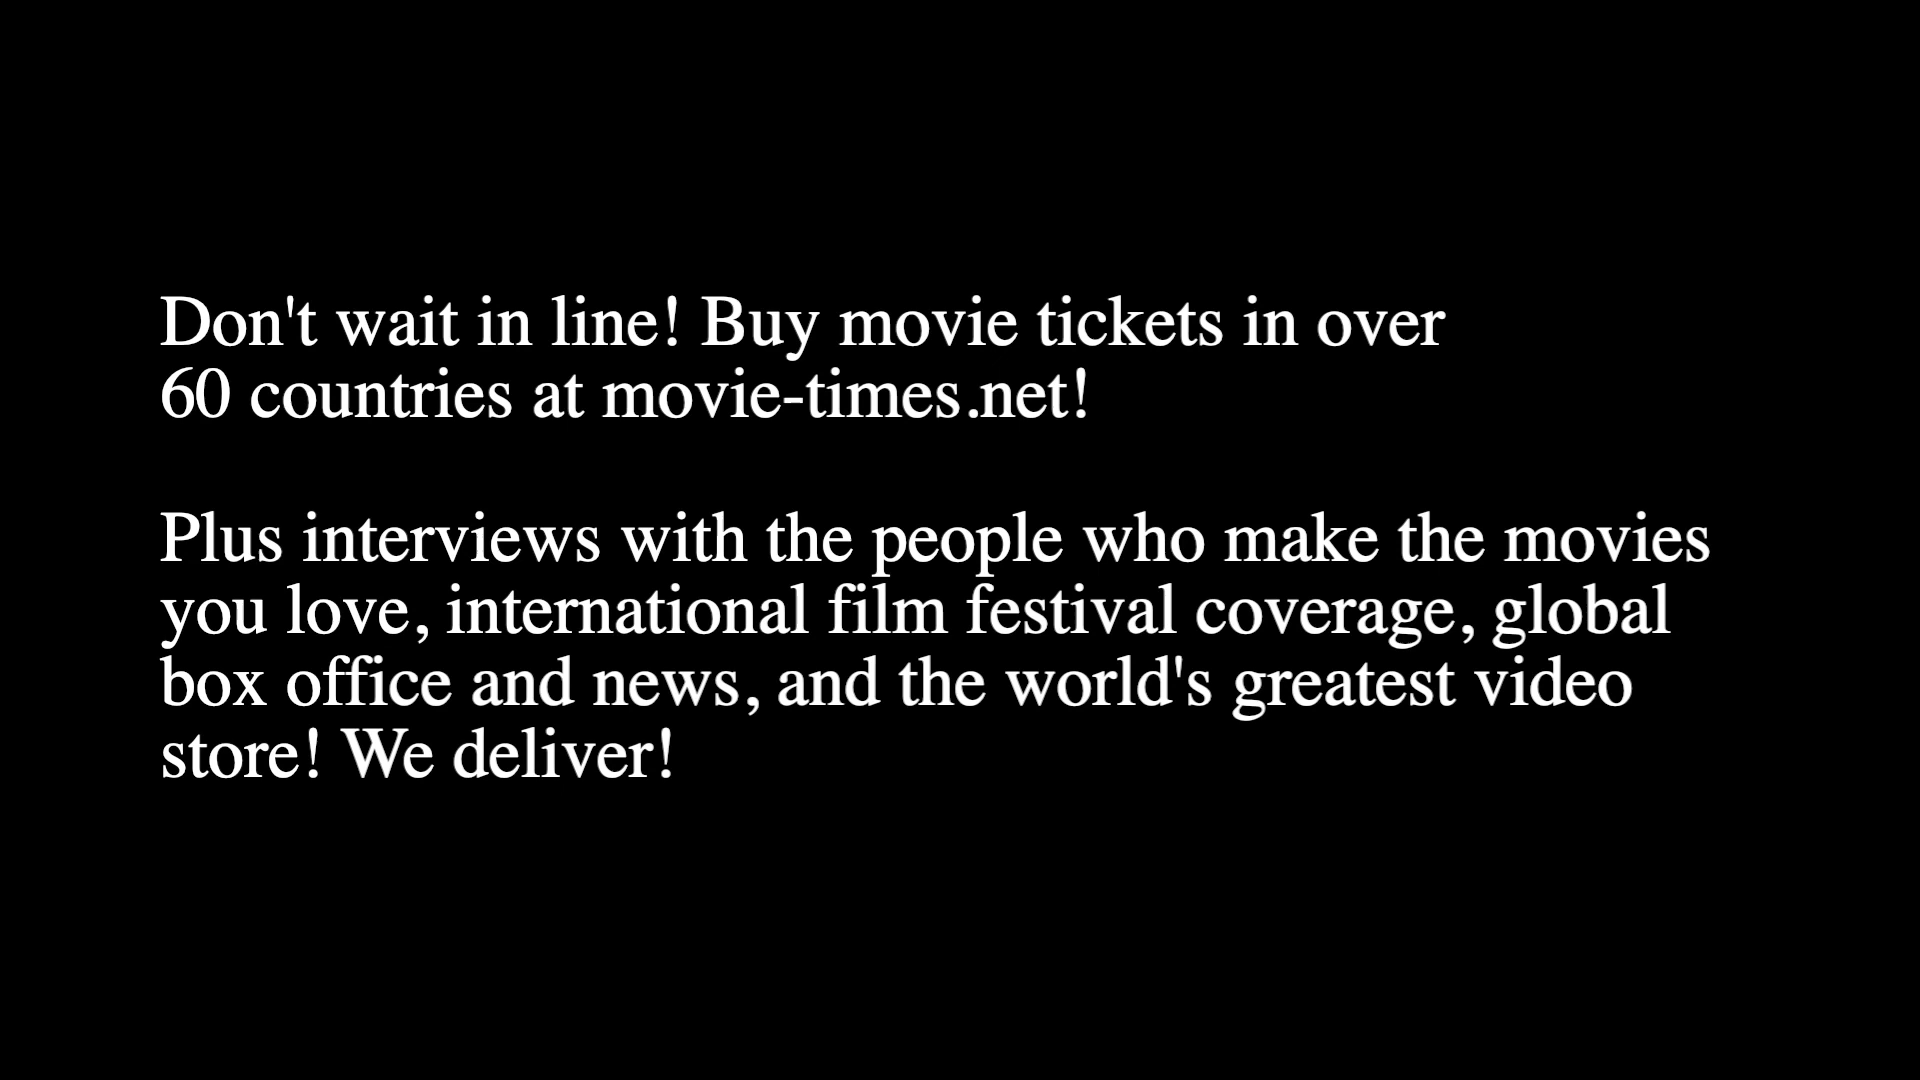 Don't wait in line! Buy movie tickets in over
60 countries at movie-times.net!
Plus interviews with the people who make the movies
you love, international film festival coverage, global
box office and news, and the world's greatest video
store! We deliver!